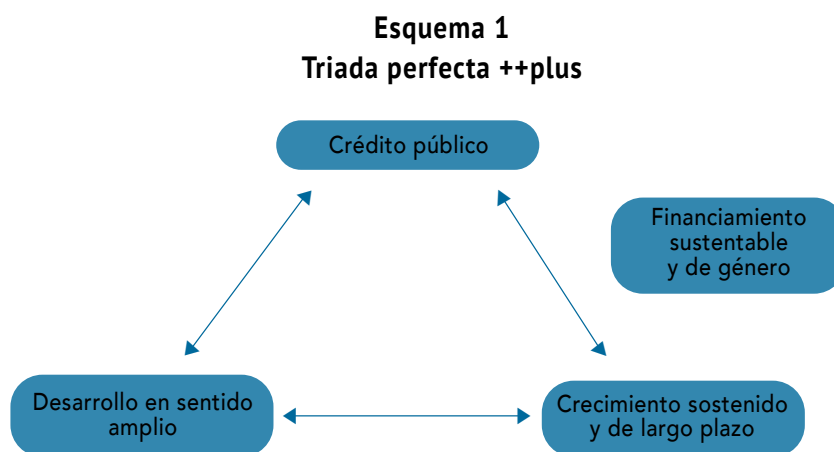 Esquema 1
Triada perfecta ++plus
Crédito público
Financiamiento
sustentable
y de género
Desarrollo en sentido
amplio
Crecimiento sostenido
y de largo plazo